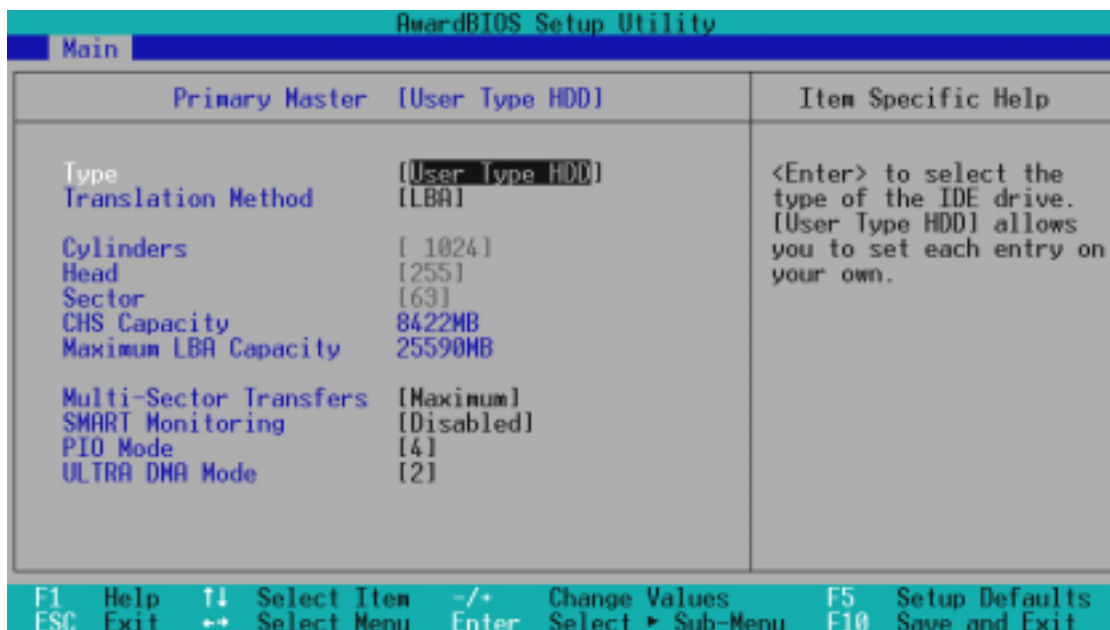 AwardBIOS Setup Utility
Main
Primary Master [User Type HDD] Item Specific Help
Type [User Type HDD]
Translation Method [LBA]
Cylinders [ 1024]
Head [255]
Sector [63]
CHS Capacity 8422MB
Maximum LBA Capacity 25590MB
Multi-Sector Transfers [Maximum]
SMART Monitoring [Disabled]
PIO Mode [4]
ULTRA DMA Mode [2]
<Enter> to select the
type of the IDE drive.
[User Type HDD] allows
you to set each entry on
your own.
F1 Help ↑↓ Select Item -/+ Change Values F5 Setup Defaults
ESC Exit ←→ Select Menu Enter Select ► Sub-Menu F10 Save and Exit